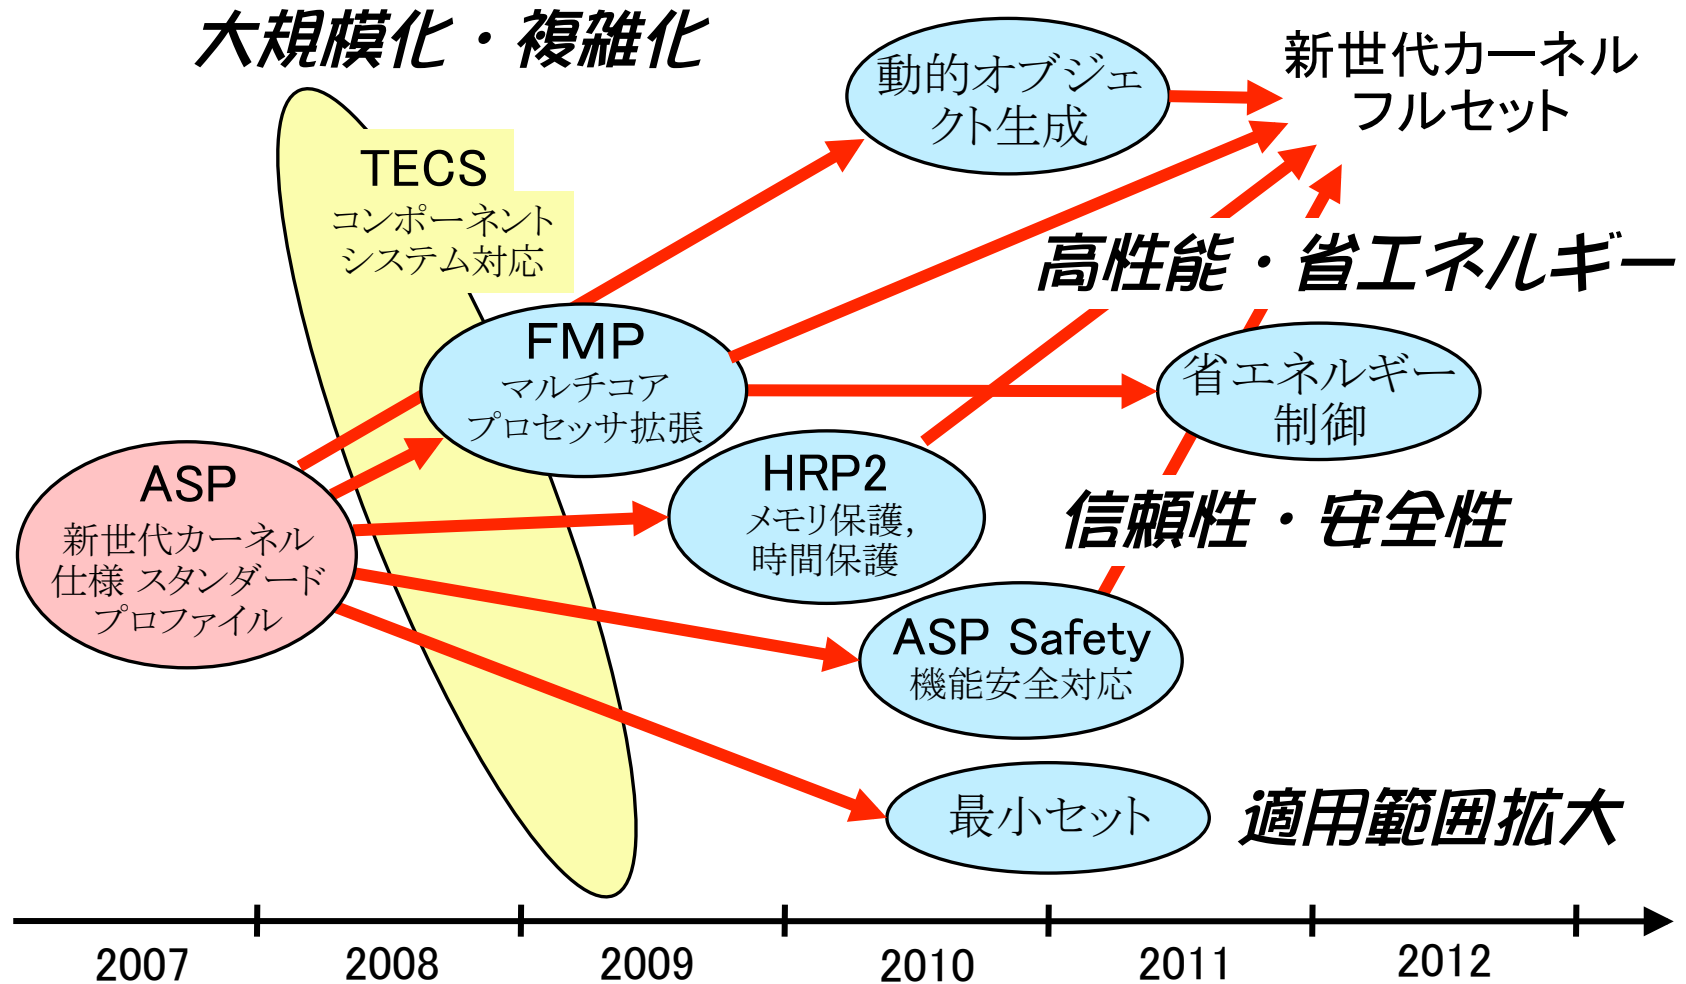 大規模化・複雑化
動的オブジェ
クト生成
新世代カーネル
フルセット
TECS
コンポーネント
システム対応
高性能・省エネルギー
FMP
マルチコア
プロセッサ拡張
省エネルギー
制御
ASP
新世代カーネル
仕様 スタンダード
プロファイル
HRP2
メモリ保護,
時間保護
信頼性・安全性
ASP Safety
機能安全対応
最小セット
適用範囲拡大
2007
2008
2009
2010
2011
2012